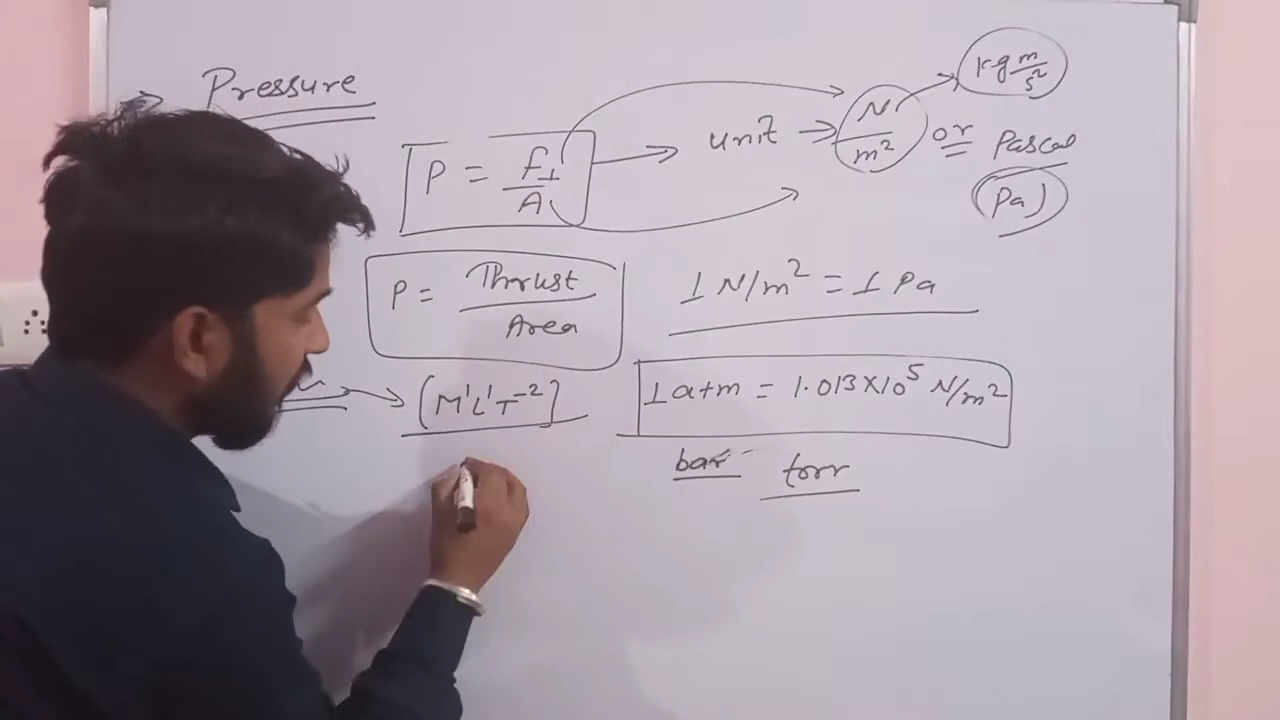 → Pressure
P = F⊥/A → unit → N/m² or Pascal
kg m/s²
(Pa)
P = Thrust/Area
1 N/m² = 1 Pa
→ [M¹L¹T⁻²]
1 atm = 1.013×10⁵ N/m²
bar torr